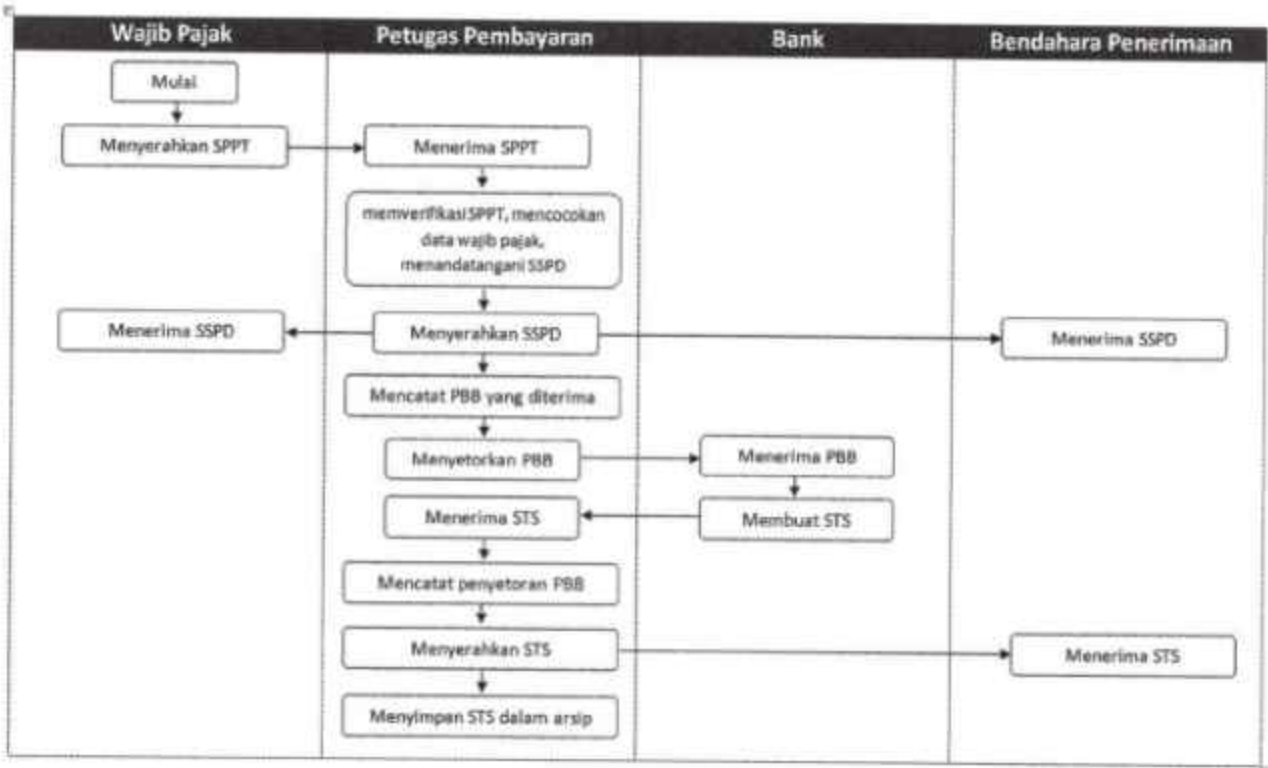 Wajib Pajak
Petugas Pembayaran
Bank
Bendahara Penerimaan
Mulai
Menyerahkan SPPT
Menerima SPPT
memverifikasi SPPT, mencocokan
data wajib pajak,
menandatangani SSPD
Menerima SSPD
Menyerahkan SSPD
Menerima SSPD
Mencatat PBB yang diterima
Menyetorkan PBB
Menerima PBB
Menerima STS
Membuat STS
Mencatat penyetoran PBB
Menyerahkan STS
Menerima STS
Menyimpan STS dalam arsip